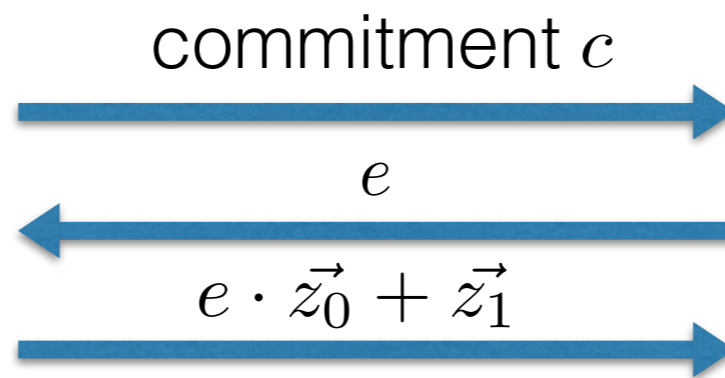 commitment c
e
e · z⃗₀ + z⃗₁